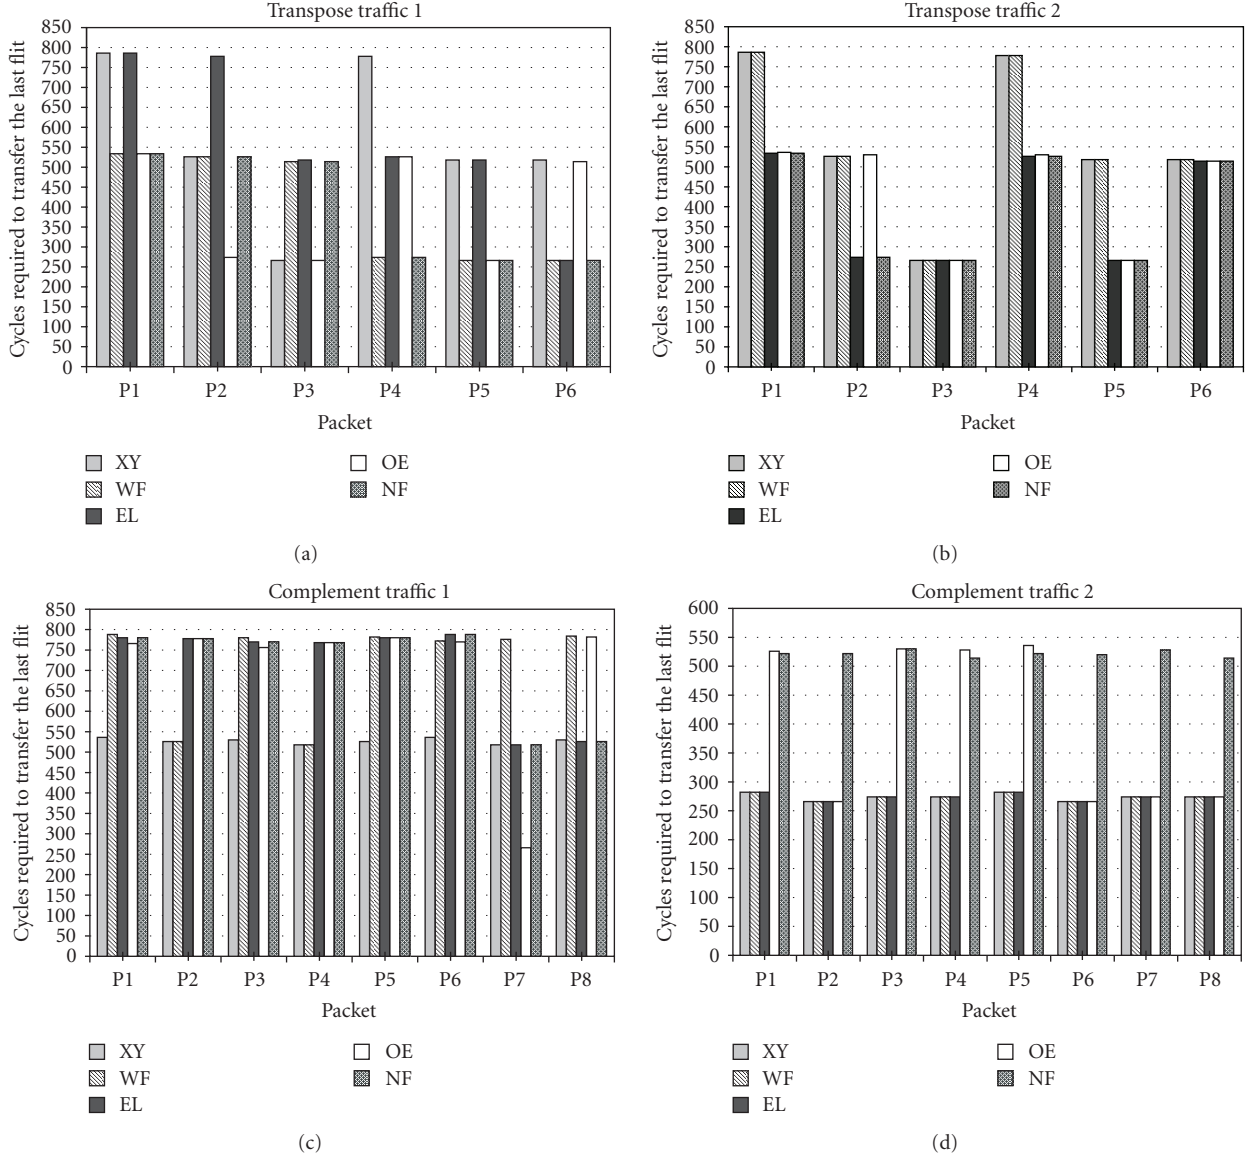 Transpose traffic 1
Cycles required to transfer the last flit
850
800
750
700
650
600
550
500
450
400
350
300
250
200
150
100
50
0
P1 P2 P3 P4 P5 P6
Packet
XY OE
WF NF
EL
(a)
Transpose traffic 2
Cycles required to transfer the last flit
850
800
750
700
650
600
550
500
450
400
350
300
250
200
150
100
50
0
P1 P2 P3 P4 P5 P6
Packet
XY OE
WF NF
EL
(b)
Complement traffic 1
Cycles required to transfer the last flit
850
800
750
700
650
600
550
500
450
400
350
300
250
200
150
100
50
0
P1 P2 P3 P4 P5 P6 P7 P8
Packet
XY OE
WF NF
EL
(c)
Complement traffic 2
Cycles required to transfer the last flit
600
550
500
450
400
350
300
250
200
150
100
50
0
P1 P2 P3 P4 P5 P6 P7 P8
Packet
XY OE
WF NF
EL
(d)